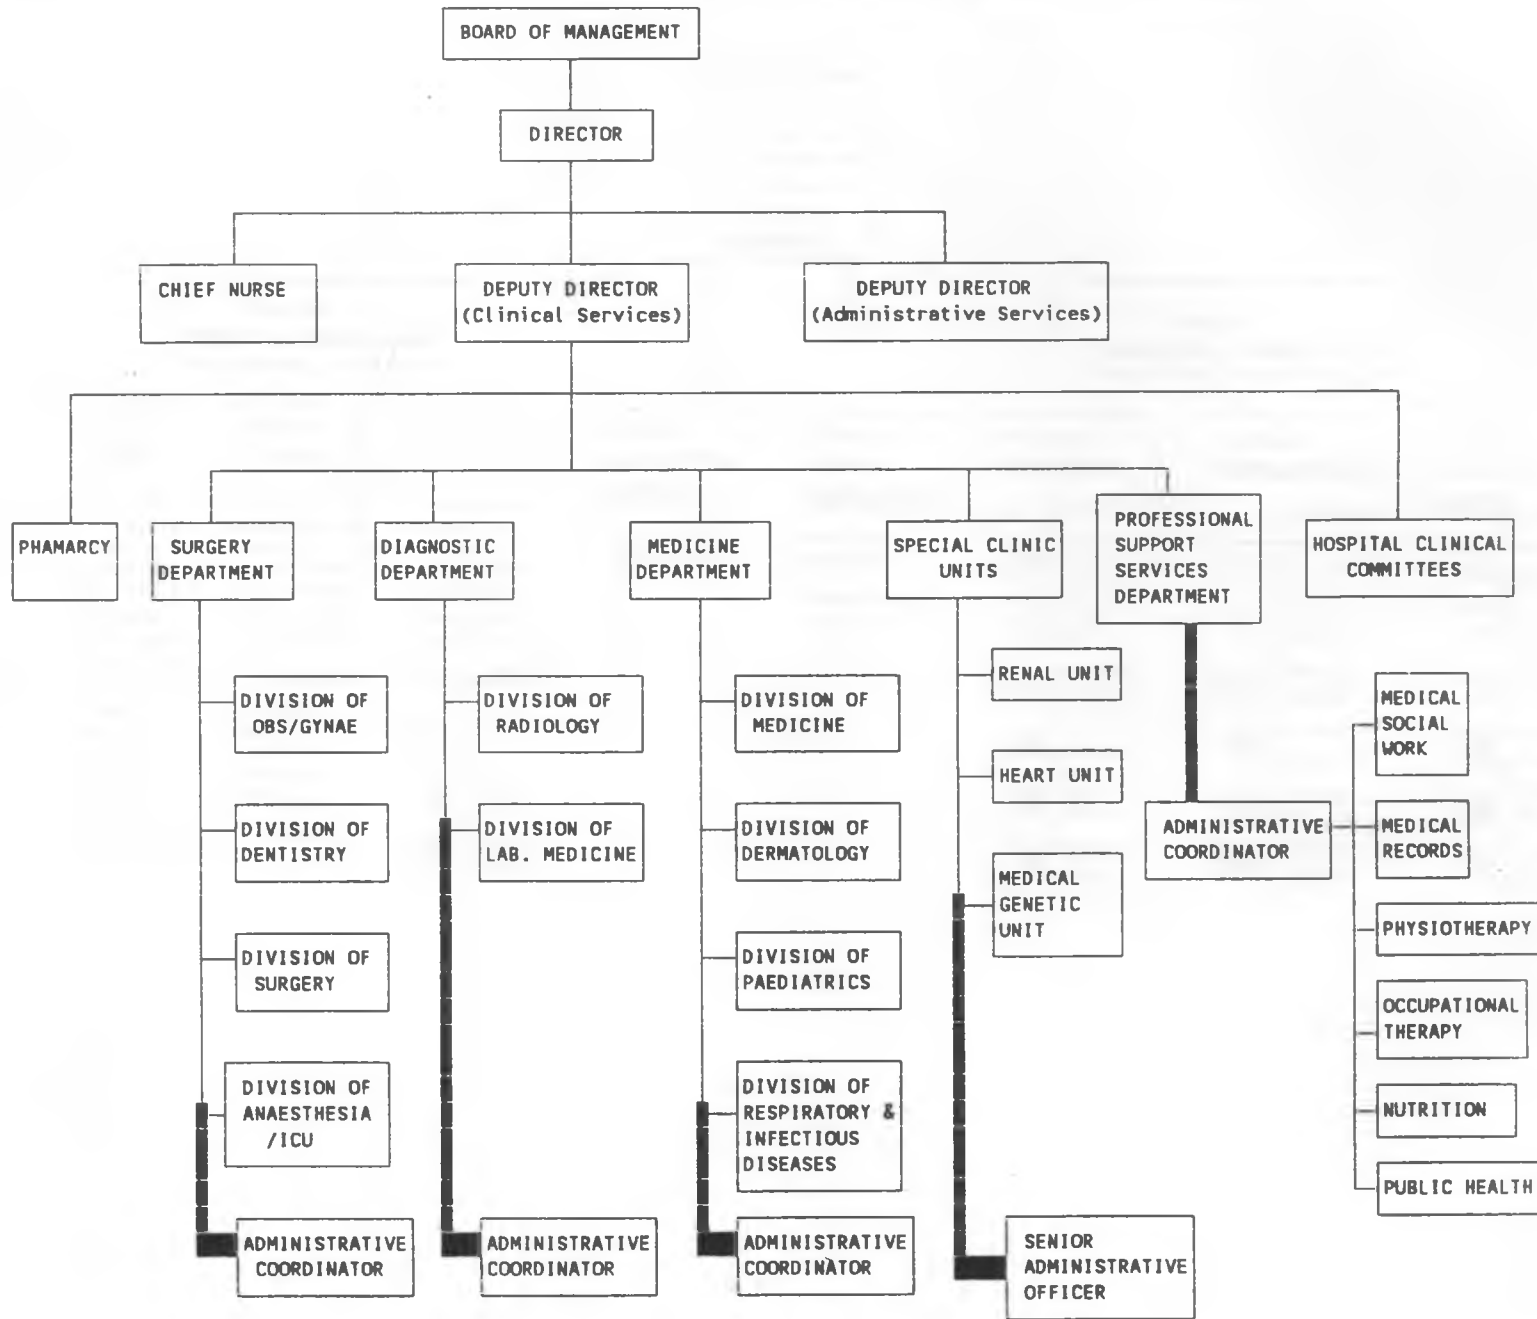 BOARD OF MANAGEMENT
DIRECTOR
CHIEF NURSE
DEPUTY DIRECTOR
(Clinical Services)
DEPUTY DIRECTOR
(Administrative Services)
PHAMARCY
SURGERY
DEPARTMENT
DIAGNOSTIC
DEPARTMENT
MEDICINE
DEPARTMENT
SPECIAL CLINIC
UNITS
PROFESSIONAL
SUPPORT
SERVICES
DEPARTMENT
HOSPITAL CLINICAL
COMMITTEES
DIVISION OF
OBS/GYNAE
DIVISION OF
DENTISTRY
DIVISION OF
SURGERY
DIVISION OF
ANAESTHESIA
/ICU
ADMINISTRATIVE
COORDINATOR
DIVISION OF
RADIOLOGY
DIVISION OF
LAB. MEDICINE
ADMINISTRATIVE
COORDINATOR
DIVISION OF
MEDICINE
DIVISION OF
DERMATOLOGY
DIVISION OF
PAEDIATRICS
DIVISION OF
RESPIRATORY &
INFECTIOUS
DISEASES
ADMINISTRATIVE
COORDINATOR
RENAL UNIT
HEART UNIT
MEDICAL
GENETIC
UNIT
SENIOR
ADMINISTRATIVE
OFFICER
ADMINISTRATIVE
COORDINATOR
MEDICAL
SOCIAL
WORK
MEDICAL
RECORDS
PHYSIOTHERAPY
OCCUPATIONAL
THERAPY
NUTRITION
PUBLIC HEALTH